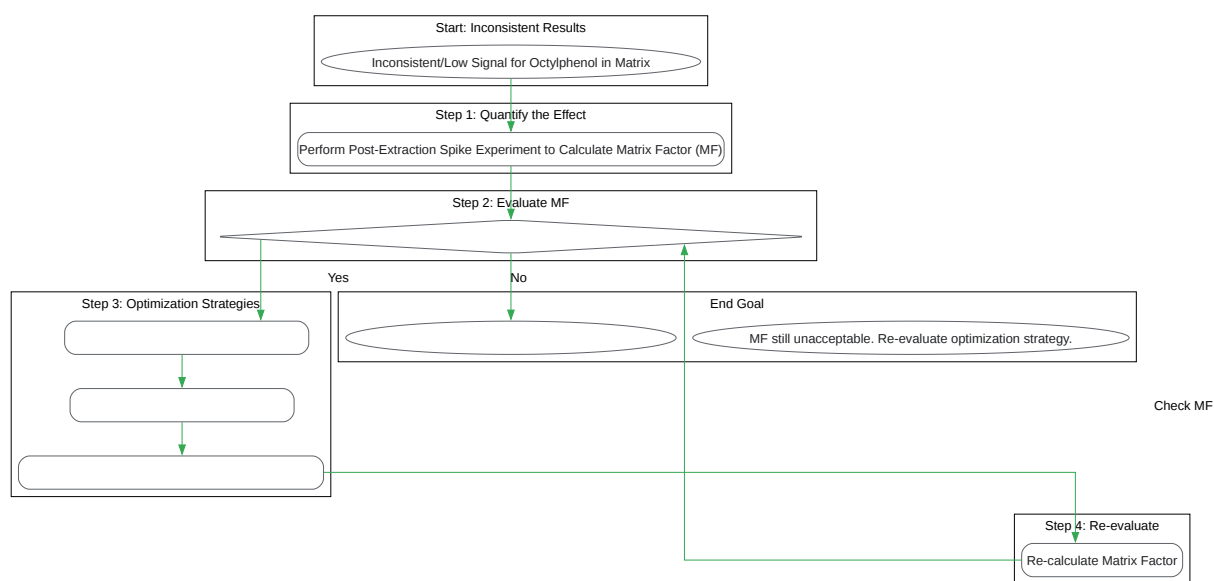 Start: Inconsistent Results
Inconsistent/Low Signal for Octylphenol in Matrix
Step 1: Quantify the Effect
Perform Post-Extraction Spike Experiment to Calculate Matrix Factor (MF)
Step 2: Evaluate MF
Yes
No
Step 3: Optimization Strategies
End Goal
MF still unacceptable. Re-evaluate optimization strategy.
Check MF
Step 4: Re-evaluate
Re-calculate Matrix Factor